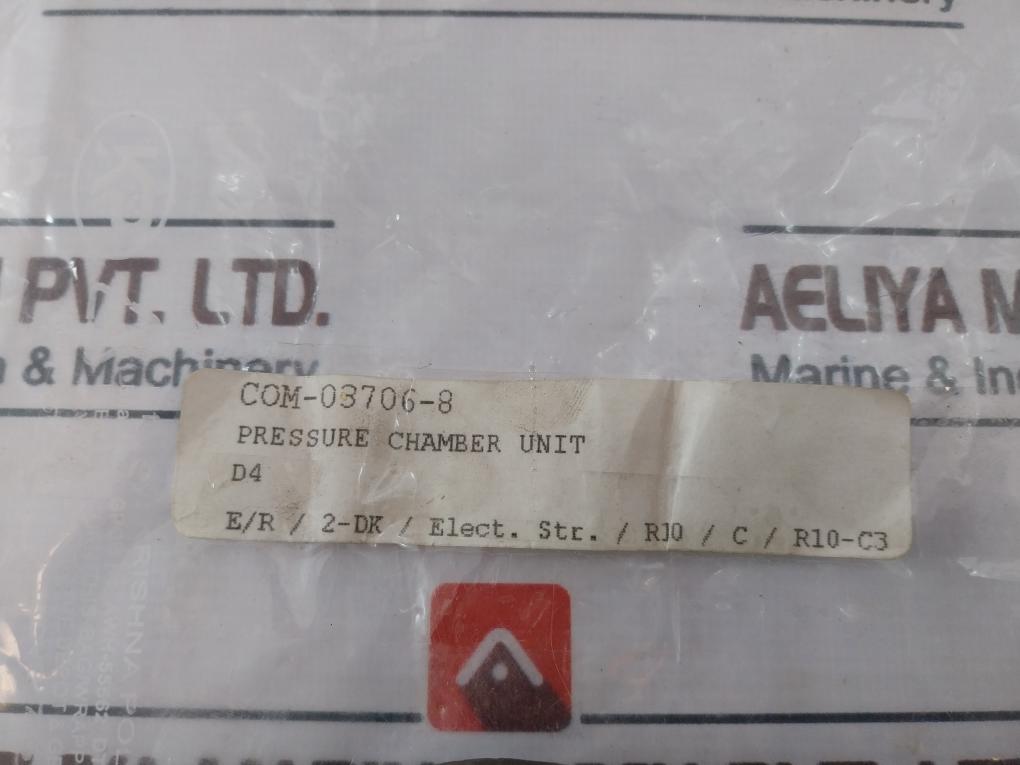 PVT. LTD.
& Machinery
AELIYA M
Marine & Ind
COM-03706-8
PRESSURE CHAMBER UNIT
D4
E/R / 2-DK / Elect. Str. / R10 / C / R10-C3